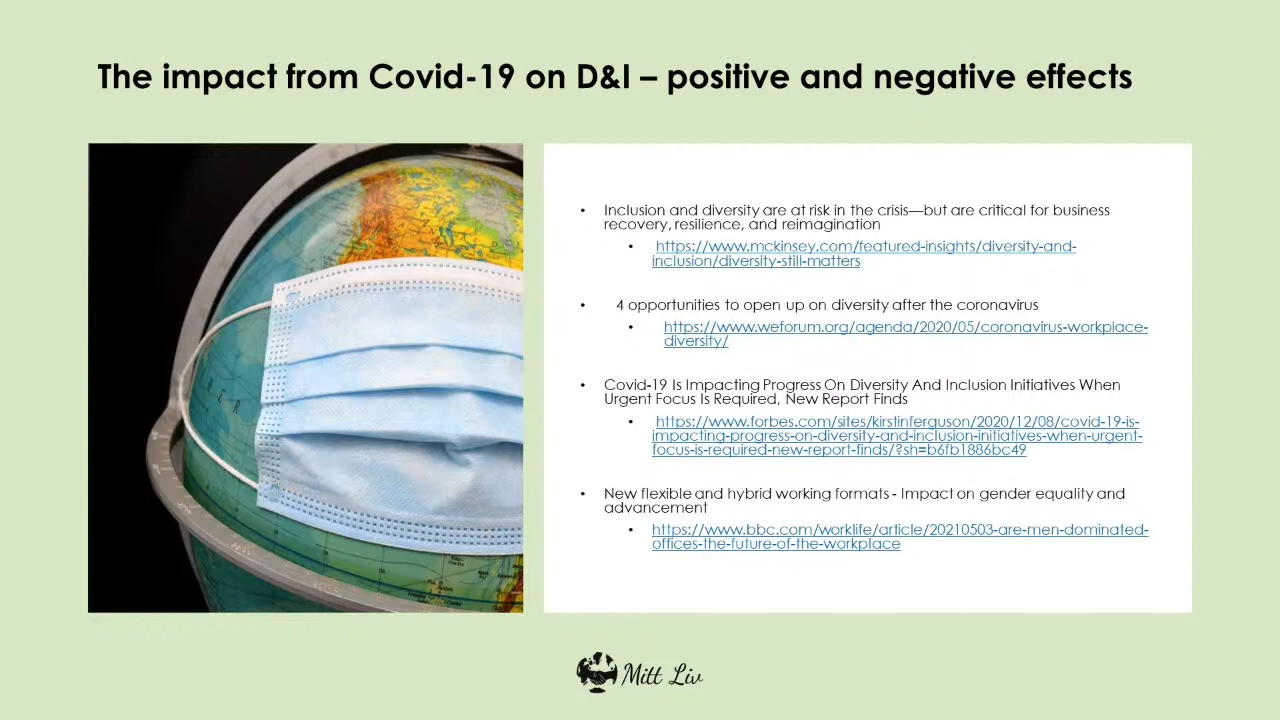 The impact from Covid-19 on D&I – positive and negative effects
• Inclusion and diversity are at risk in the crisis—but are critical for business
recovery, resilience, and reimagination
• https://www.mckinsey.com/featured-insights/diversity-and-
inclusion/diversity-still-matters
• 4 opportunities to open up on diversity after the coronavirus
• https://www.weforum.org/agenda/2020/05/coronavirus-workplace-
diversity/
• Covid-19 Is Impacting Progress On Diversity And Inclusion Initiatives When
Urgent Focus Is Required, New Report Finds
• https://www.forbes.com/sites/kirstinferguson/2020/12/08/covid-19-is-
impacting-progress-on-diversity-and-inclusion-initiatives-when-urgent-
focus-is-required-new-report-finds/?sh=b6fb1886bc49
• New flexible and hybrid working formats - Impact on gender equality and
advancement
• https://www.bbc.com/worklife/article/20210503-are-men-dominated-
offices-the-future-of-the-workplace
Mitt Liv